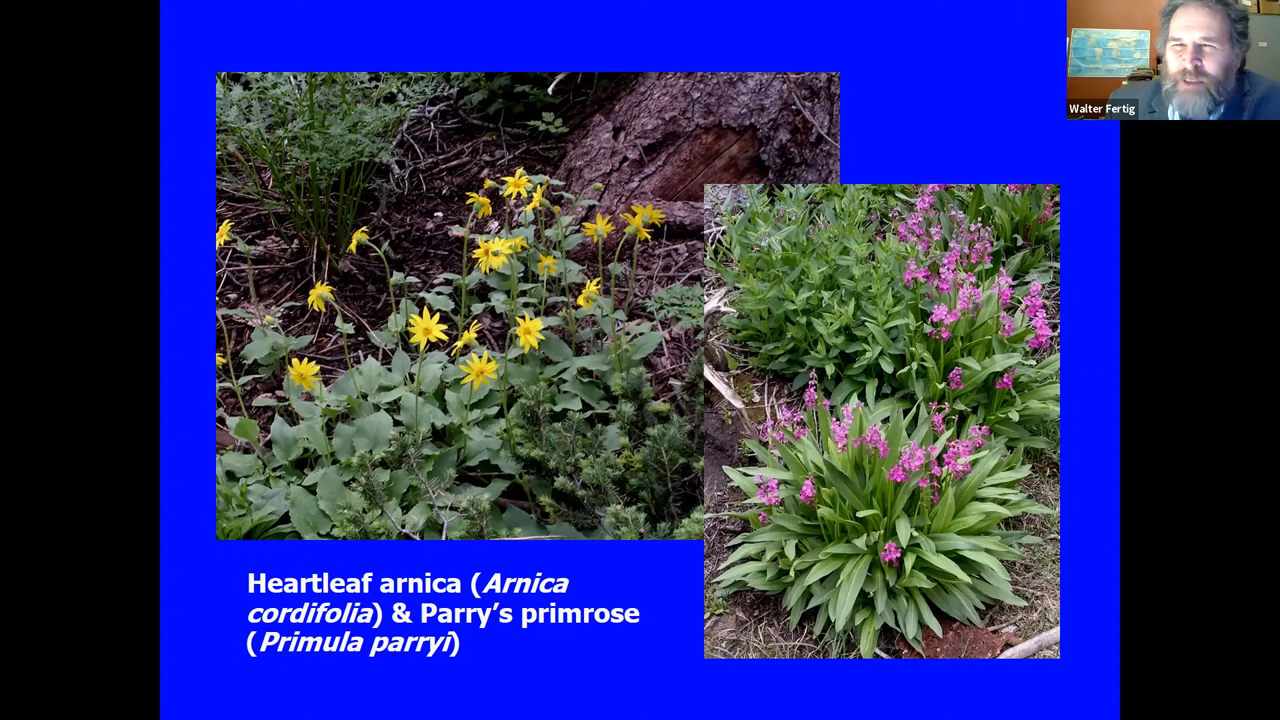 Walter Fertig
Heartleaf arnica (Arnica
cordifolia) & Parry’s primrose
(Primula parryi)